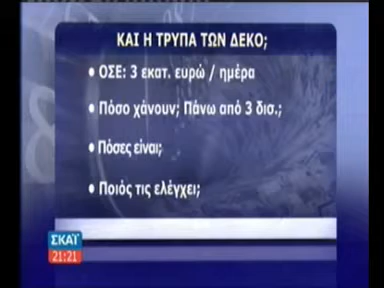 ΚΑΙ Η ΤΡΥΠΑ ΤΩΝ ΔΕΚΟ;
• ΟΣΕ: 3 εκατ. ευρώ / ημέρα
• Πόσο χάνουν; Πάνω από 3 δισ.;
• Πόσες είναι;
• Ποιός τις ελέγχει;
ΣΚΑΪ
21:21